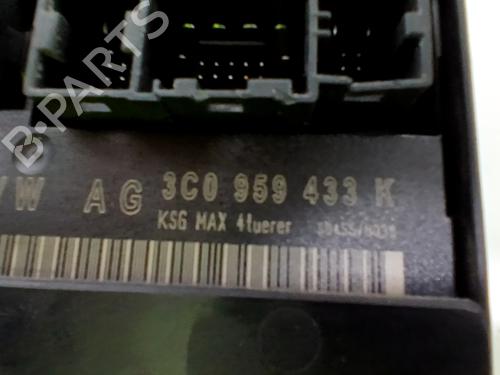 B-PARTS
VW AG 3C0 959 433 K
KSG MAX 4tuerer